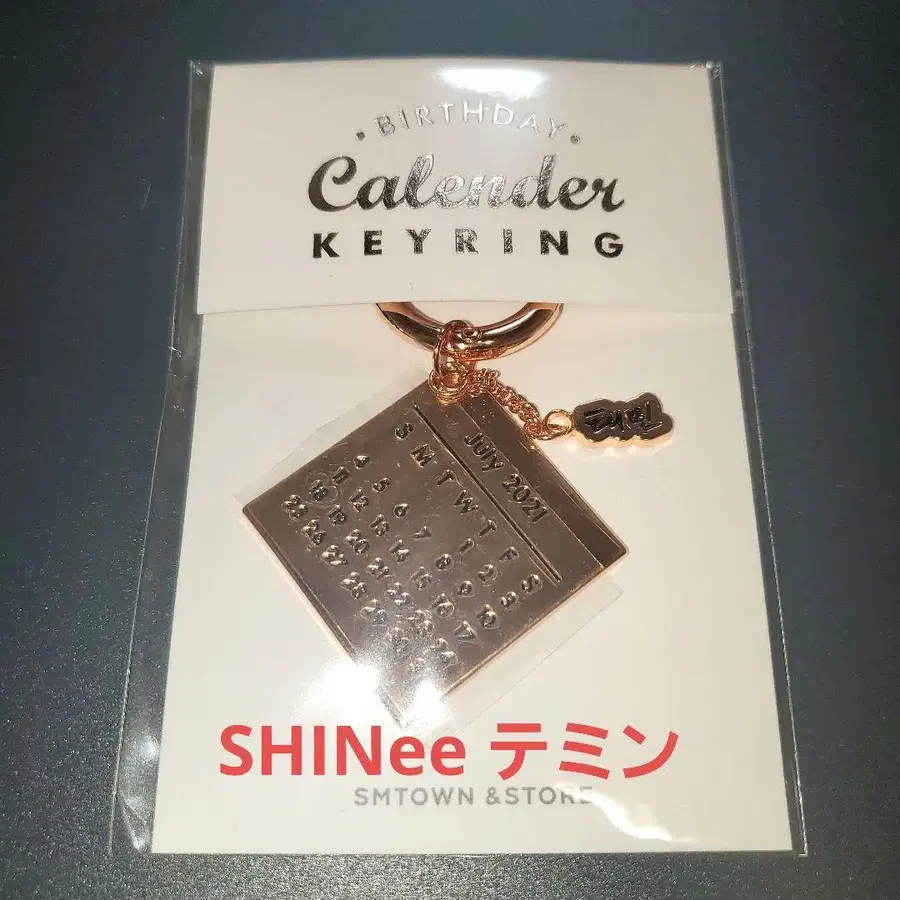 • BIRTHDAY •
Calender
KEYRING
태민
July 2021
S M T W T F S
1 2 3
4 5 6 7 8 9 10
11 12 13 14 15 16 17
18 19 20 21 22 23 24
25 26 27 28 29 30
SHINee テミン
SMTOWN &STORE